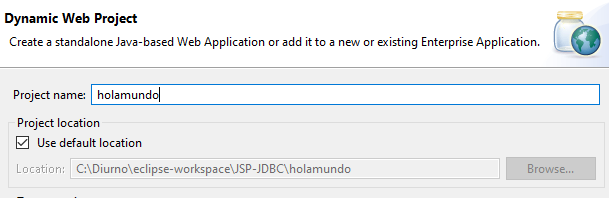 Dynamic Web Project
Create a standalone Java-based Web Application or add it to a new or existing Enterprise Application.
Project name: holamundo
Project location
Use default location
Location: C:\Diurno\eclipse-workspace\JSP-JDBC\holamundo Browse...